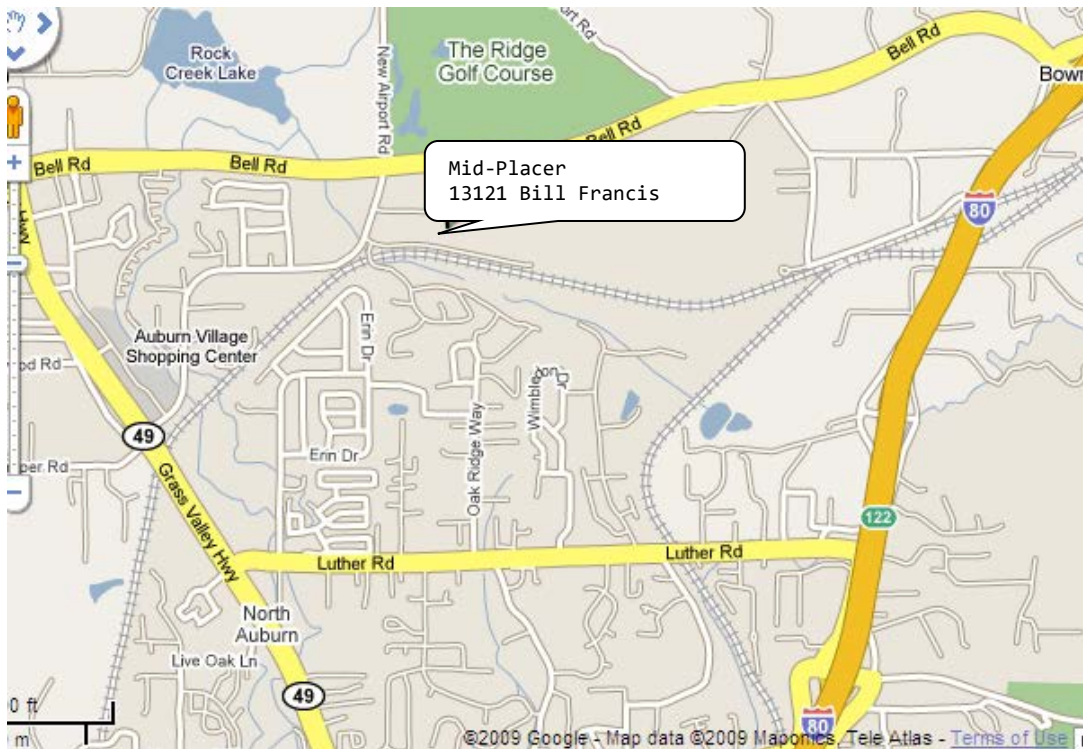 Rock
Creek Lake
New Airport Rd
The Ridge
Golf Course
Bell Rd
Bell Rd
Bell Rd
Bell Rd
Mid-Placer
13121 Bill Francis
80
Auburn Village
Shopping Center
Erin Dr
49
Erin Dr
Oak Ridge Way
Grass Valley Hwy
122
Luther Rd
Luther Rd
North
Auburn
Live Oak Ln
49
80
m
©2009 Google - Map data ©2009 Maponics, Tele Atlas - Terms of Use